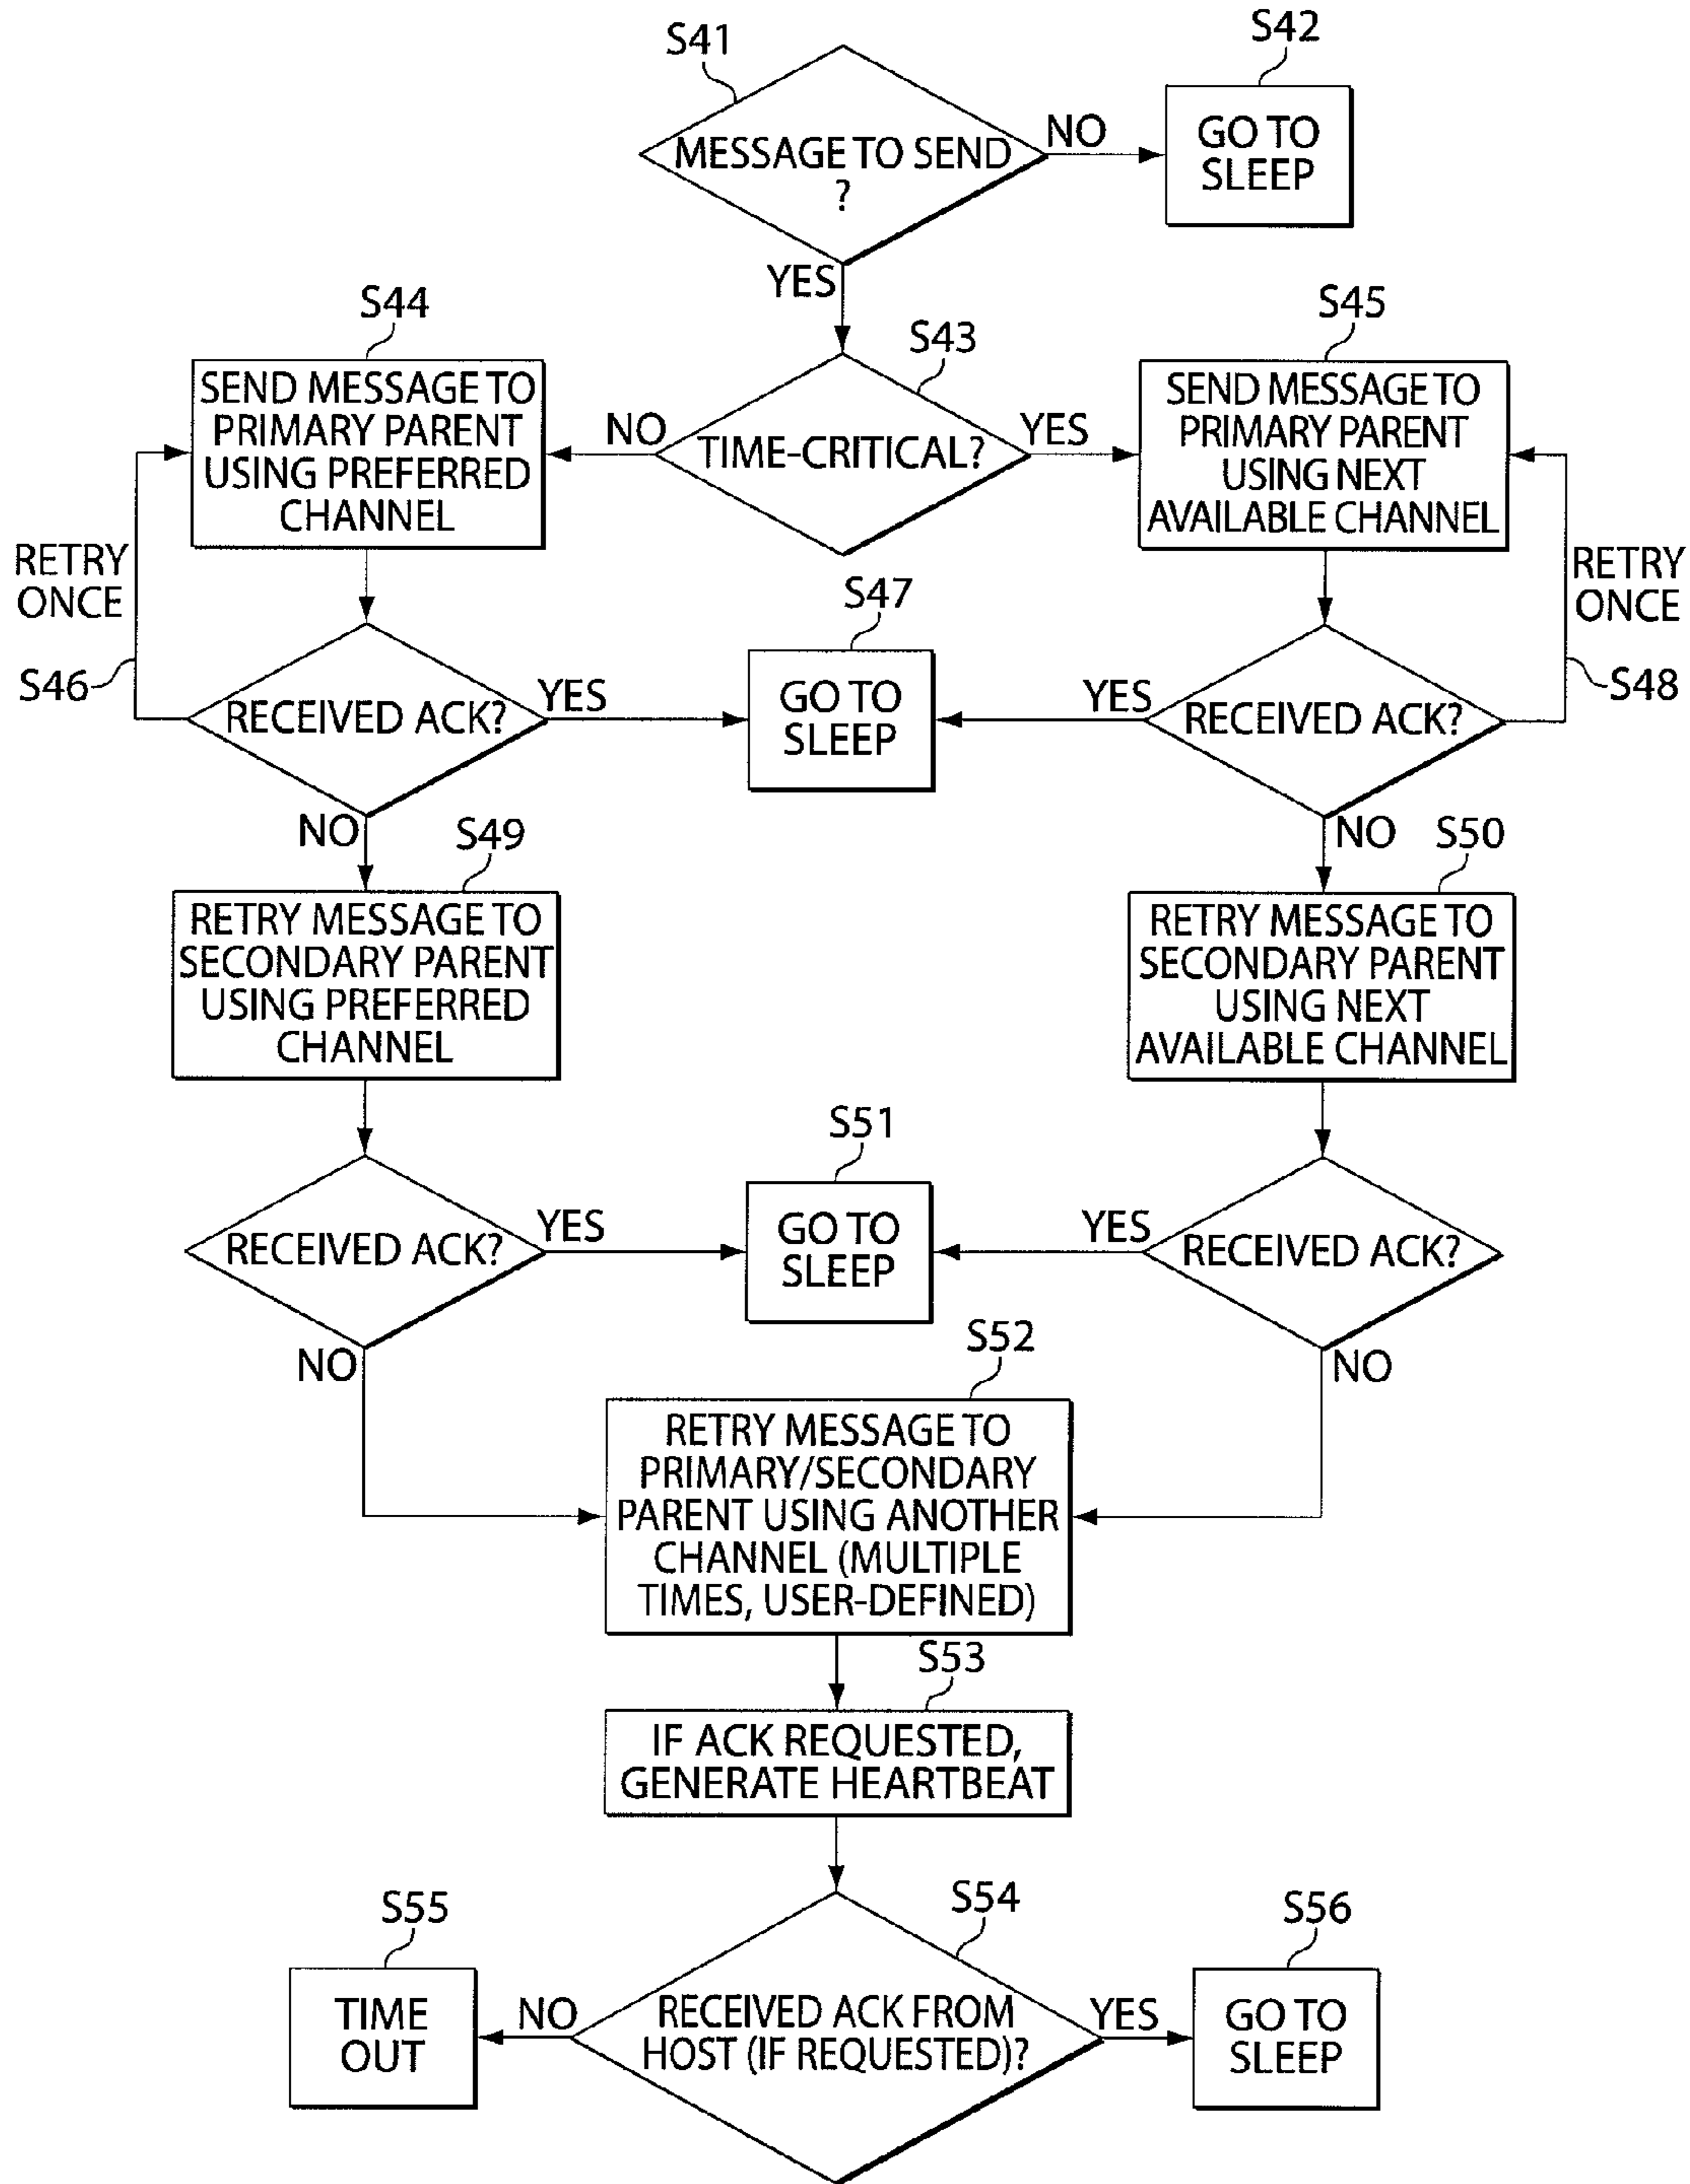 S41
S42
MESSAGE TO SEND
?
NO
GO TO
SLEEP
YES
S44
S43
S45
SEND MESSAGE TO
PRIMARY PARENT
USING PREFERRED
CHANNEL
NO
TIME-CRITICAL?
YES
SEND MESSAGE TO
PRIMARY PARENT
USING NEXT
AVAILABLE CHANNEL
RETRY
ONCE
RETRY
ONCE
S47
S46
RECEIVED ACK?
YES
GO TO
SLEEP
YES
RECEIVED ACK?
S48
NO
S49
NO
S50
RETRY MESSAGE TO
SECONDARY PARENT
USING PREFERRED
CHANNEL
RETRY MESSAGE TO
SECONDARY PARENT
USING NEXT
AVAILABLE CHANNEL
S51
RECEIVED ACK?
YES
GO TO
SLEEP
YES
RECEIVED ACK?
NO
S52
NO
RETRY MESSAGE TO
PRIMARY/SECONDARY
PARENT USING ANOTHER
CHANNEL (MULTIPLE
TIMES, USER-DEFINED)
S53
IF ACK REQUESTED,
GENERATE HEARTBEAT
S55
S54
S56
TIME
OUT
NO
RECEIVED ACK FROM
HOST (IF REQUESTED)?
YES
GO TO
SLEEP